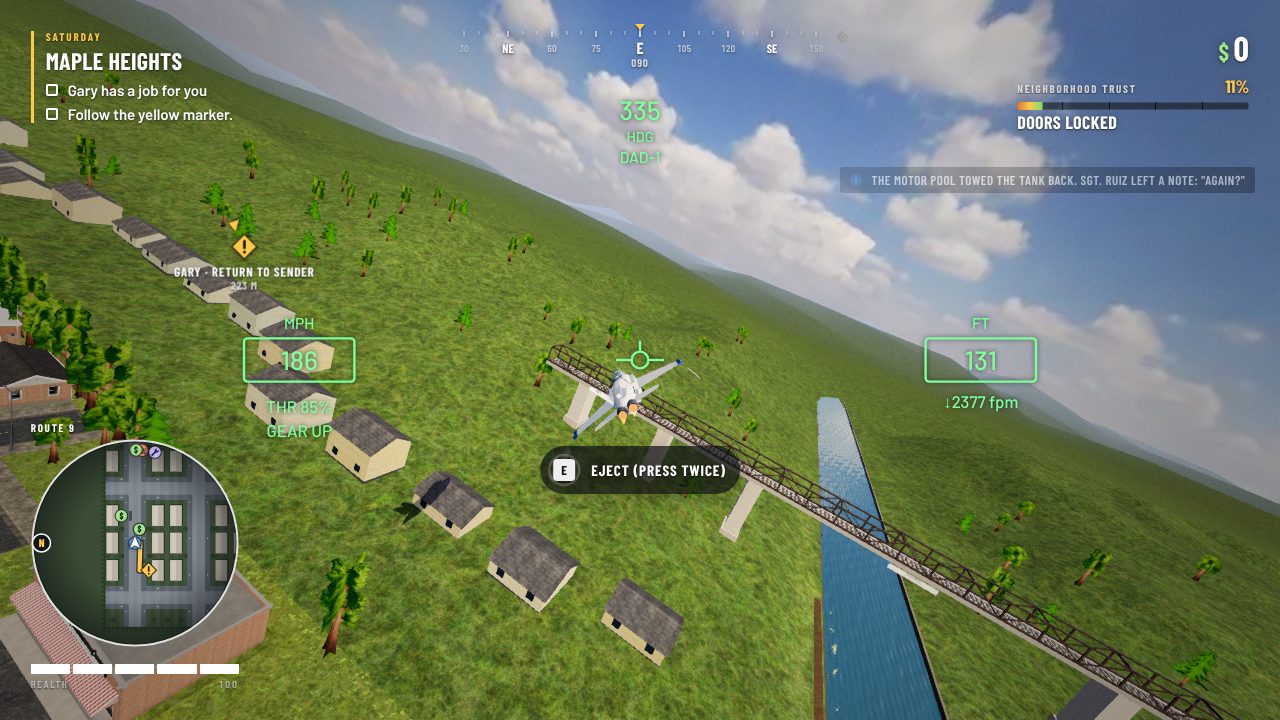 SATURDAY
MAPLE HEIGHTS
Gary has a job for you
Follow the yellow marker.
30 NE 60 75 E 105 120 SE 150
090
335
HDG
DAD-1
$ 0
NEIGHBORHOOD TRUST 11%
DOORS LOCKED
THE MOTOR POOL TOWED THE TANK BACK. SGT. RUIZ LEFT A NOTE: "AGAIN?"
!
GARY · RETURN TO SENDER
223 M
MPH
186
THR 85%
GEAR UP
FT
131
↓2377 fpm
E EJECT (PRESS TWICE)
ROUTE 9
$
$
$
N
!
HEALTH 100